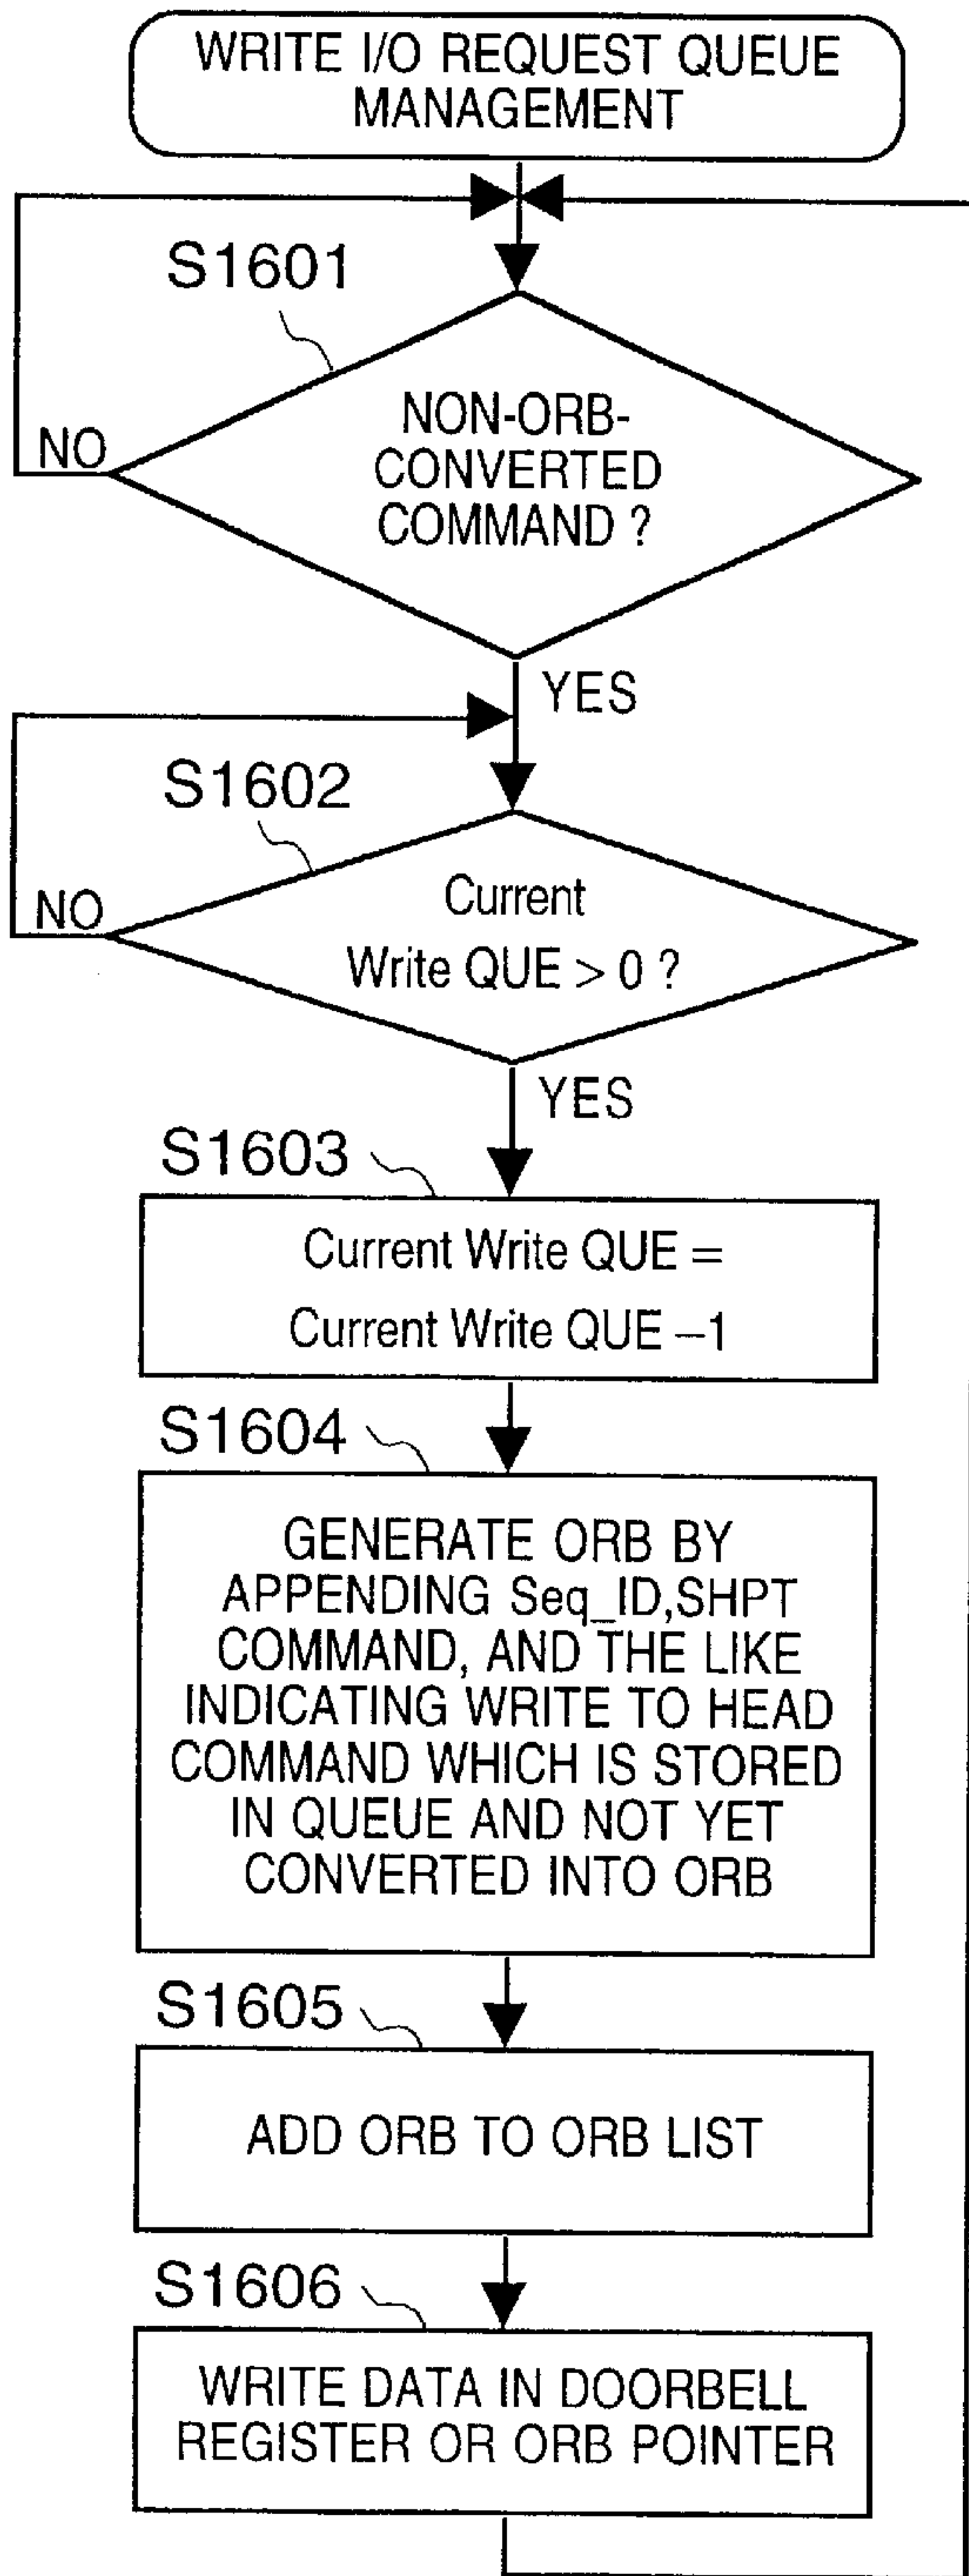 WRITE I/O REQUEST QUEUE
MANAGEMENT
S1601
NON-ORB-
CONVERTED
COMMAND ?
NO
YES
S1602
Current
Write QUE > 0 ?
NO
YES
S1603
Current Write QUE =
Current Write QUE –1
S1604
GENERATE ORB BY
APPENDING Seq_ID,SHPT
COMMAND, AND THE LIKE
INDICATING WRITE TO HEAD
COMMAND WHICH IS STORED
IN QUEUE AND NOT YET
CONVERTED INTO ORB
S1605
ADD ORB TO ORB LIST
S1606
WRITE DATA IN DOORBELL
REGISTER OR ORB POINTER